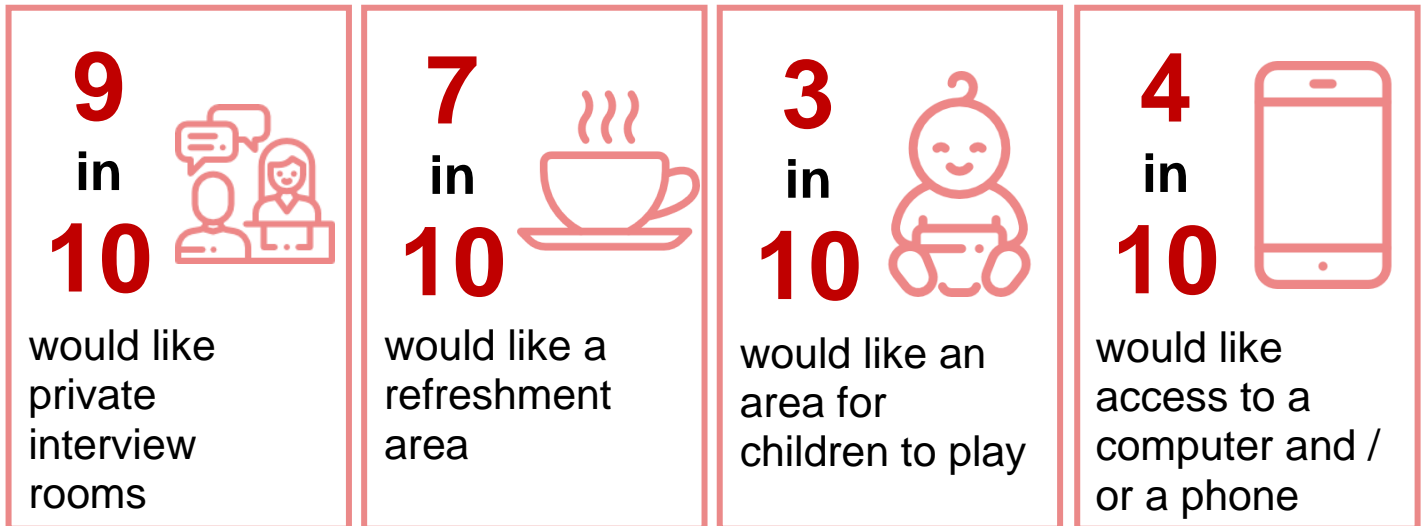 9
in
10
would like
private
interview
rooms
7
in
10
would like a
refreshment
area
3
in
10
would like an
area for
children to play
4
in
10
would like
access to a
computer and /
or a phone